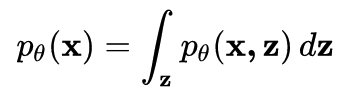 p_θ(𝐱) = ∫_𝐳 p_θ(𝐱, 𝐳) d𝐳